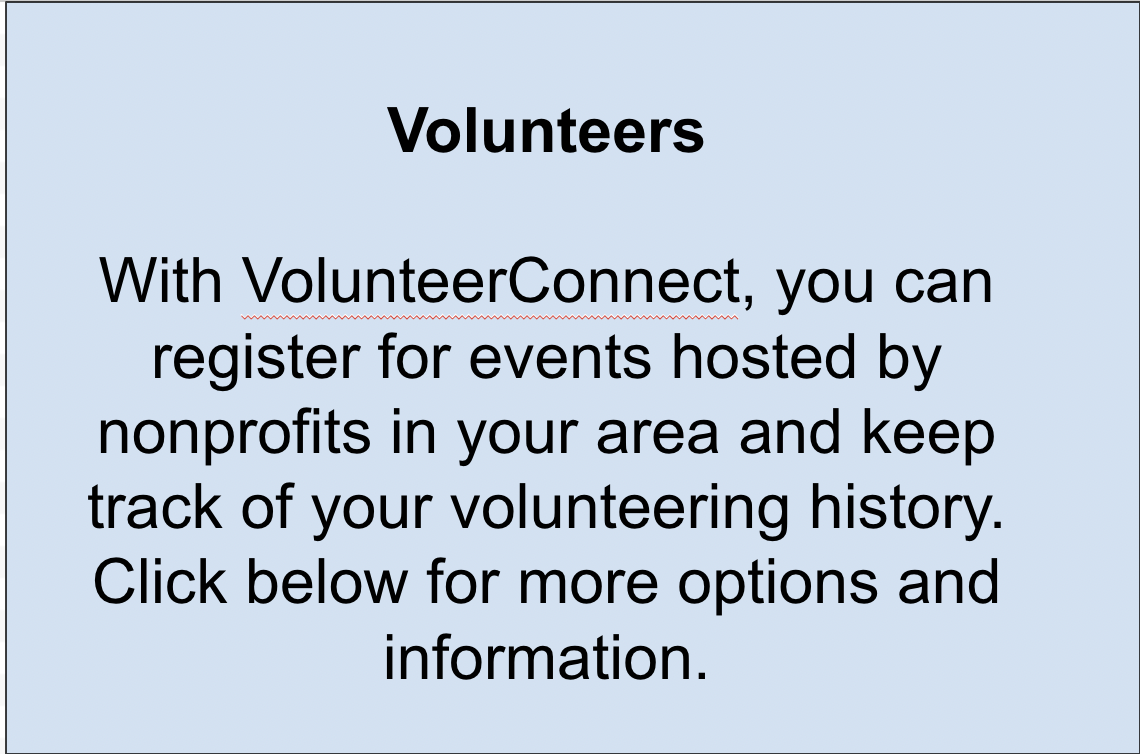 Volunteers
With VolunteerConnect, you can
register for events hosted by
nonprofits in your area and keep
track of your volunteering history.
Click below for more options and
information.